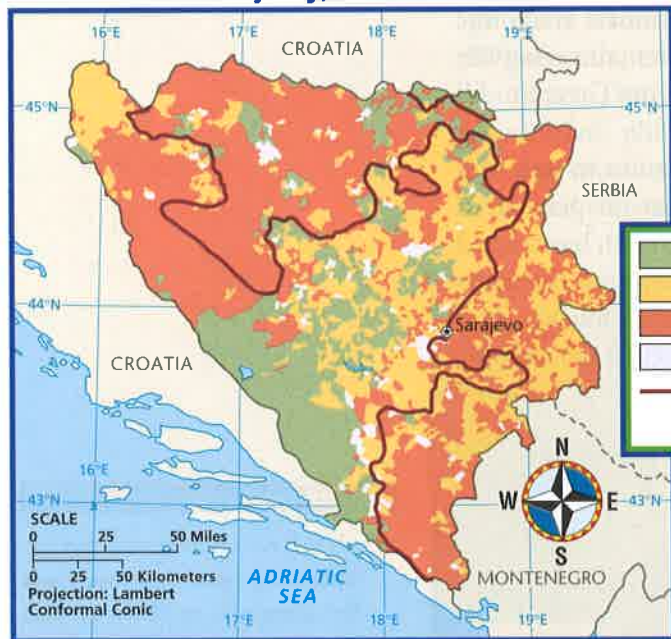 16°E
17°E
CROATIA
18°E
19°E
45°N
45°N
SERBIA
44°N
Sarajevo
CROATIA
16°E
43°N
N
W
E
S
43°N
SCALE
0 25 50 Miles
0 25 50 Kilometers
Projection: Lambert
Conformal Conic
ADRIATIC
SEA
MONTENEGRO
17°E
18°E
19°E